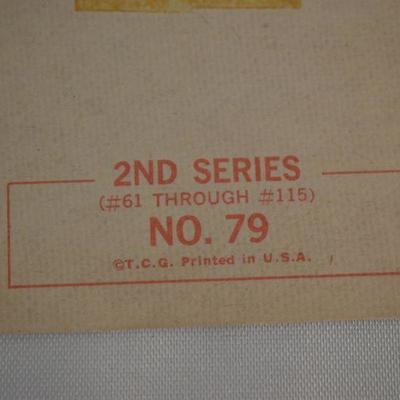 2ND SERIES
(#61 THROUGH #115)
NO. 79
©T.C.G. Printed in U.S.A.